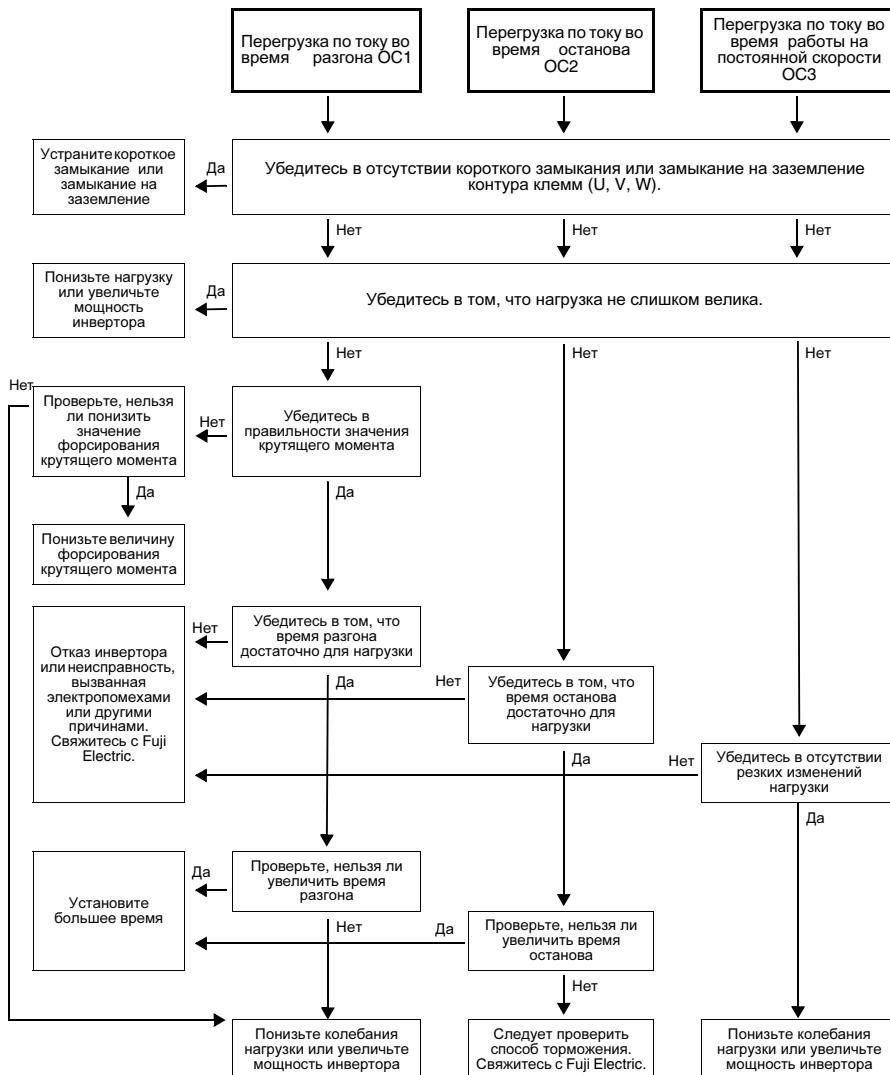 Перегрузка по току во
время разгона ОС1
Перегрузка по току во
время останова
ОС2
Перегрузка по току во
время работы на
постоянной скорости
ОС3
Устраните короткое
замыкание или
замыкание на
заземление
Да
Убедитесь в отсутствии короткого замыкания или замыкание на заземление
контура клемм (U, V, W).
Нет
Нет
Нет
Понизьте нагрузку
или увеличьте
мощность
инвертора
Да
Убедитесь в том, что нагрузка не слишком велика.
Нет
Нет
Нет
Нет
Проверьте, нельзя
ли понизить
значение
форсирования
крутящего момента
Нет
Убедитесь в
правильности значения
крутящего момента
Да
Да
Понизьте величину
форсирования
крутящего момента
Отказ инвертора
или неисправность,
вызванная
электропомехами
или другими
причинами.
Свяжитесь с Fuji
Electric.
Нет
Убедитесь в том, что
время разгона
достаточно для нагрузки
Да
Нет
Убедитесь в том, что
время останова
достаточно для
нагрузки
Да
Нет
Убедитесь в отсутствии
резких изменений
нагрузки
Да
Установите
большее время
Да
Проверьте, нельзя ли
увеличить время
разгона
Нет
Да
Проверьте, нельзя ли
увеличить время
останова
Нет
Понизьте колебания
нагрузки или увеличьте
мощность инвертора
Следует проверить
способ торможения.
Свяжитесь с Fuji Electric.
Понизьте колебания
нагрузки или увеличьте
мощность инвертора